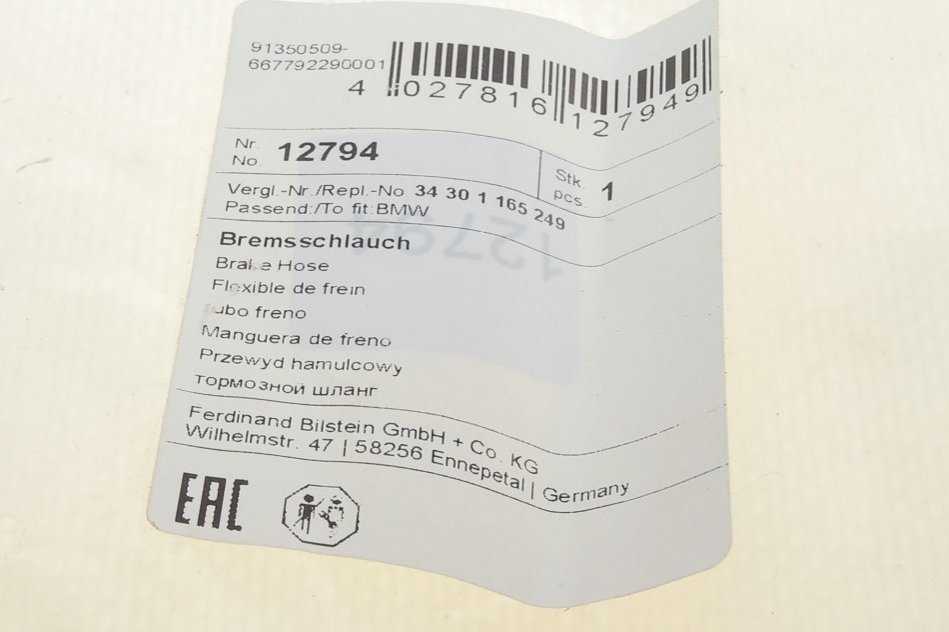 91350509-
667792290001
4 027816 127949
Nr.
No. 12794
Stk.
pcs. 1
Vergl.-Nr./Repl.-No 34 30 1 165 249
Passend:/To fit:BMW
Bremsschlauch
Brake Hose
Flexible de frein
Tubo freno
Manguera de freno
Przewyd hamulcowy
тормозной шланг
Ferdinand Bilstein GmbH + Co. KG
Wilhelmstr. 47 | 58256 Ennepetal | Germany
EAC
12794